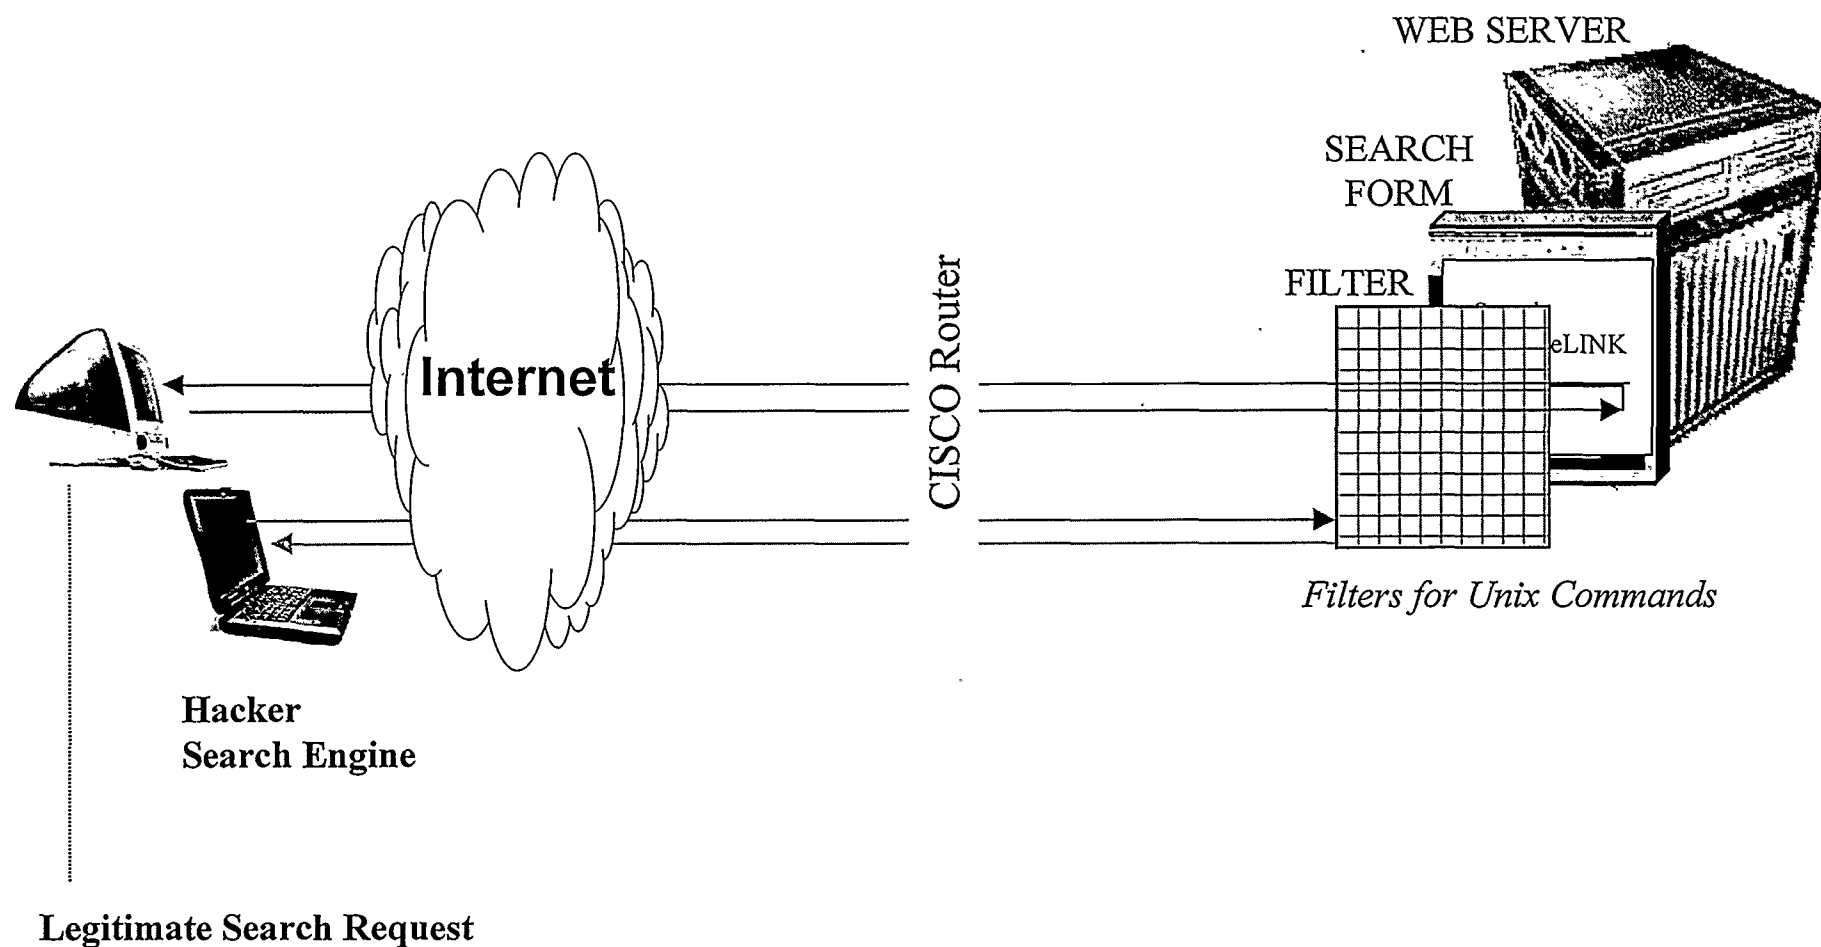 WEB SERVER
SEARCH
FORM
FILTER
eLINK
Internet
CISCO Router
Filters for Unix Commands
Hacker
Search Engine
Legitimate Search Request